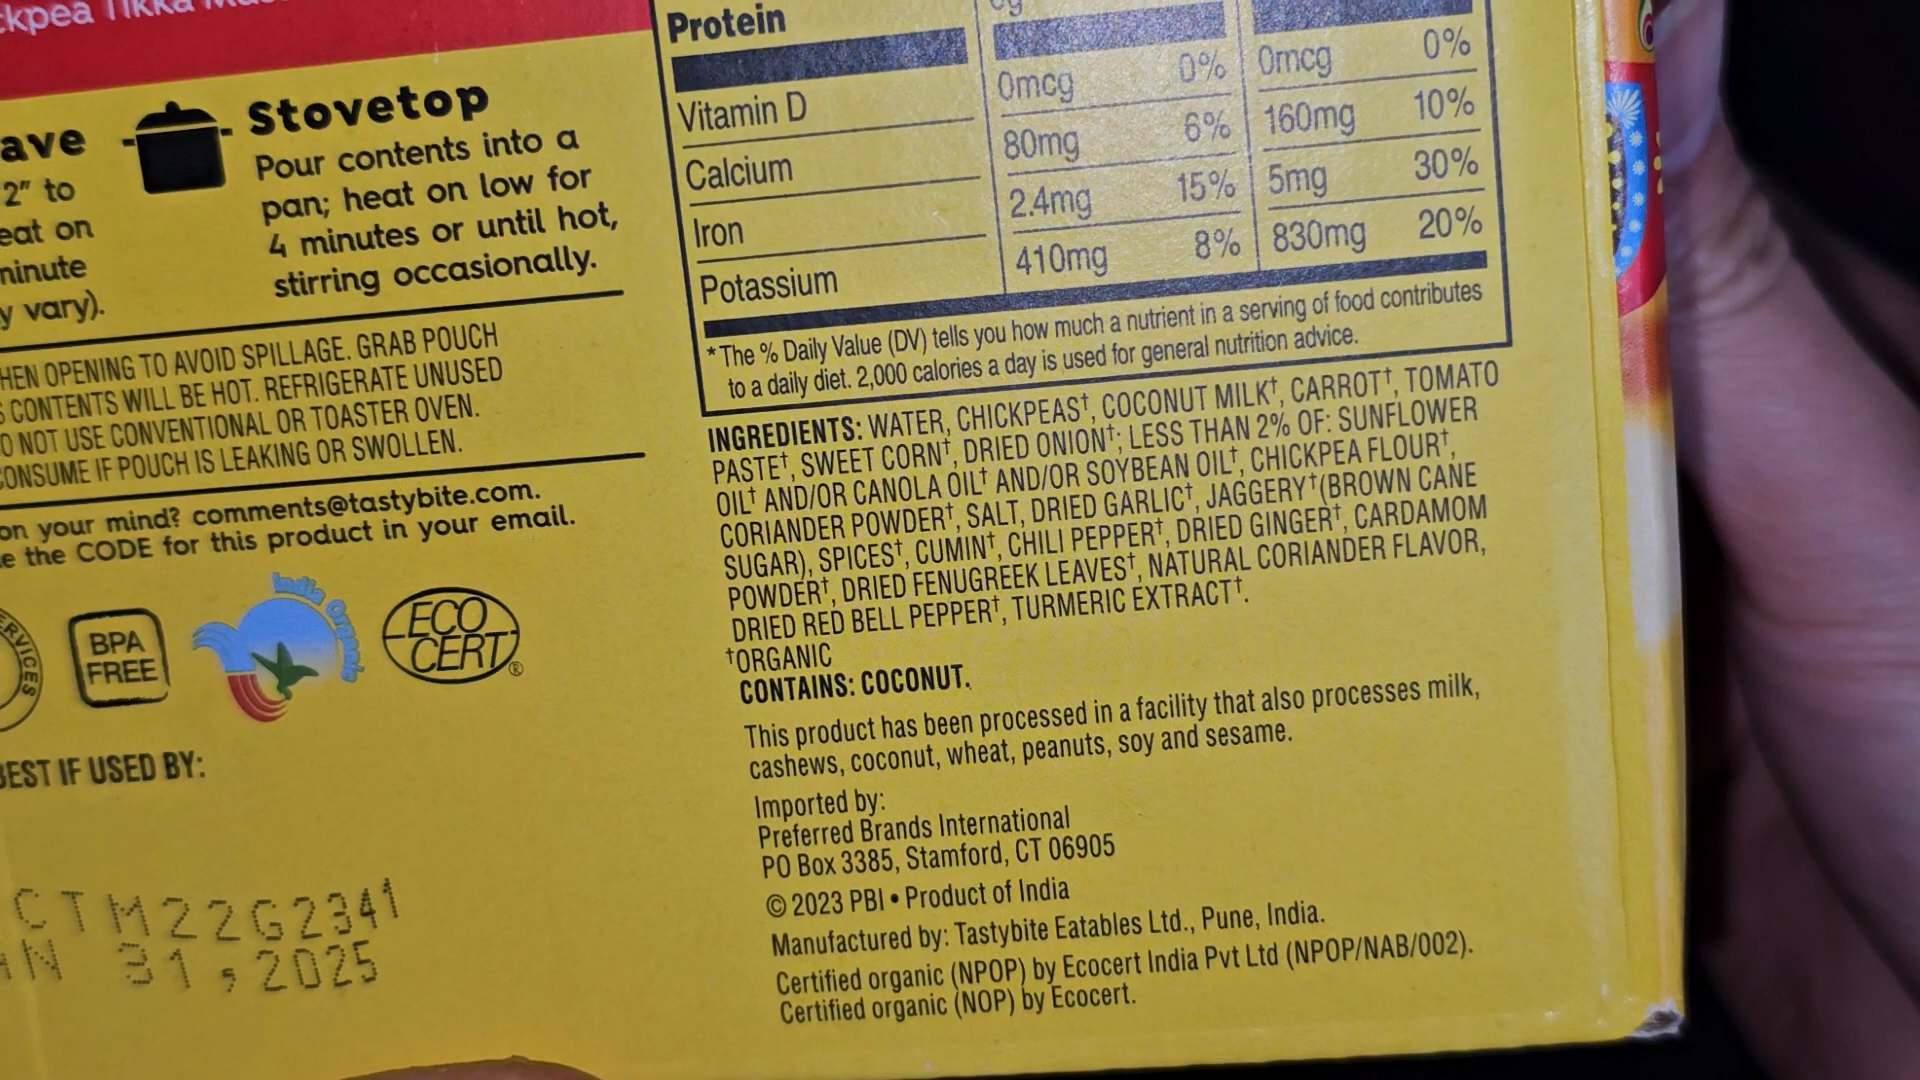 Stovetop
Pour contents into a
pan; heat on low for
4 minutes or until hot,
stirring occasionally.
2" to
on
vary).
OPENING TO AVOID SPILLAGE. GRAB POUCH
CONTENTS WILL BE HOT. REFRIGERATE UNUSED
NOT USE CONVENTIONAL OR TOASTER OVEN.
IF POUCH IS LEAKING OR SWOLLEN.
on your mind? comments@tastybite.com.
the CODE for this product in your email.
BPA
FREE
India Organic
ECO
CERT®
BEST IF USED BY:
CTM22G2341
31,2025
Protein
Vitamin D 0mcg 0% 0mcg 0%
Calcium 80mg 6% 160mg 10%
Iron 2.4mg 15% 5mg 30%
Potassium 410mg 8% 830mg 20%
* The % Daily Value (DV) tells you how much a nutrient in a serving of food contributes
to a daily diet. 2,000 calories a day is used for general nutrition advice.
INGREDIENTS: WATER, CHICKPEAS†, COCONUT MILK†, CARROT†, TOMATO
PASTE†, SWEET CORN†, DRIED ONION†; LESS THAN 2% OF: SUNFLOWER
OIL† AND/OR CANOLA OIL† AND/OR SOYBEAN OIL†, CHICKPEA FLOUR†,
CORIANDER POWDER†, SALT, DRIED GARLIC†, JAGGERY†(BROWN CANE
SUGAR), SPICES†, CUMIN†, CHILI PEPPER†, DRIED GINGER†, CARDAMOM
POWDER†, DRIED FENUGREEK LEAVES†, NATURAL CORIANDER FLAVOR,
DRIED RED BELL PEPPER†, TURMERIC EXTRACT†.
†ORGANIC
CONTAINS: COCONUT.
This product has been processed in a facility that also processes milk,
cashews, coconut, wheat, peanuts, soy and sesame.
Imported by:
Preferred Brands International
PO Box 3385, Stamford, CT 06905
© 2023 PBI • Product of India
Manufactured by: Tastybite Eatables Ltd., Pune, India.
Certified organic (NPOP) by Ecocert India Pvt Ltd (NPOP/NAB/002).
Certified organic (NOP) by Ecocert.